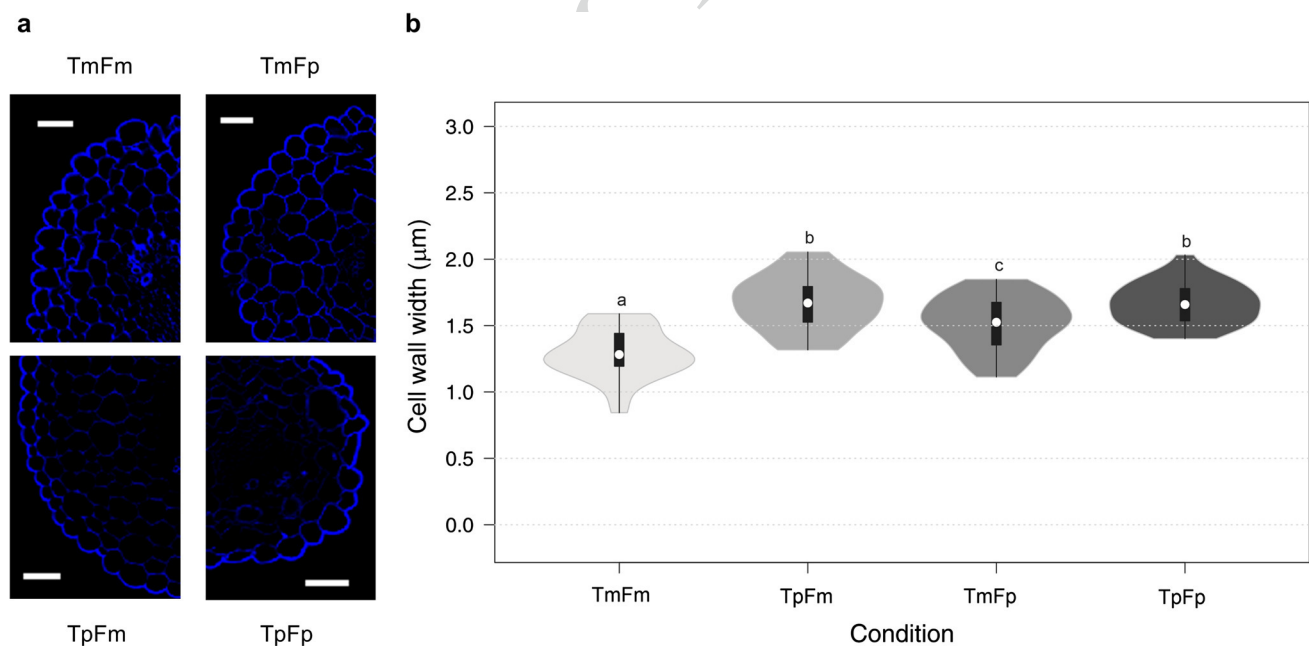 a
TmFm TmFp
TpFm TpFp
b
Cell wall width (μm)
3.0
2.5
2.0
1.5
1.0
0.5
0.0
a
b
c
b
TmFm TpFm TmFp TpFp
Condition